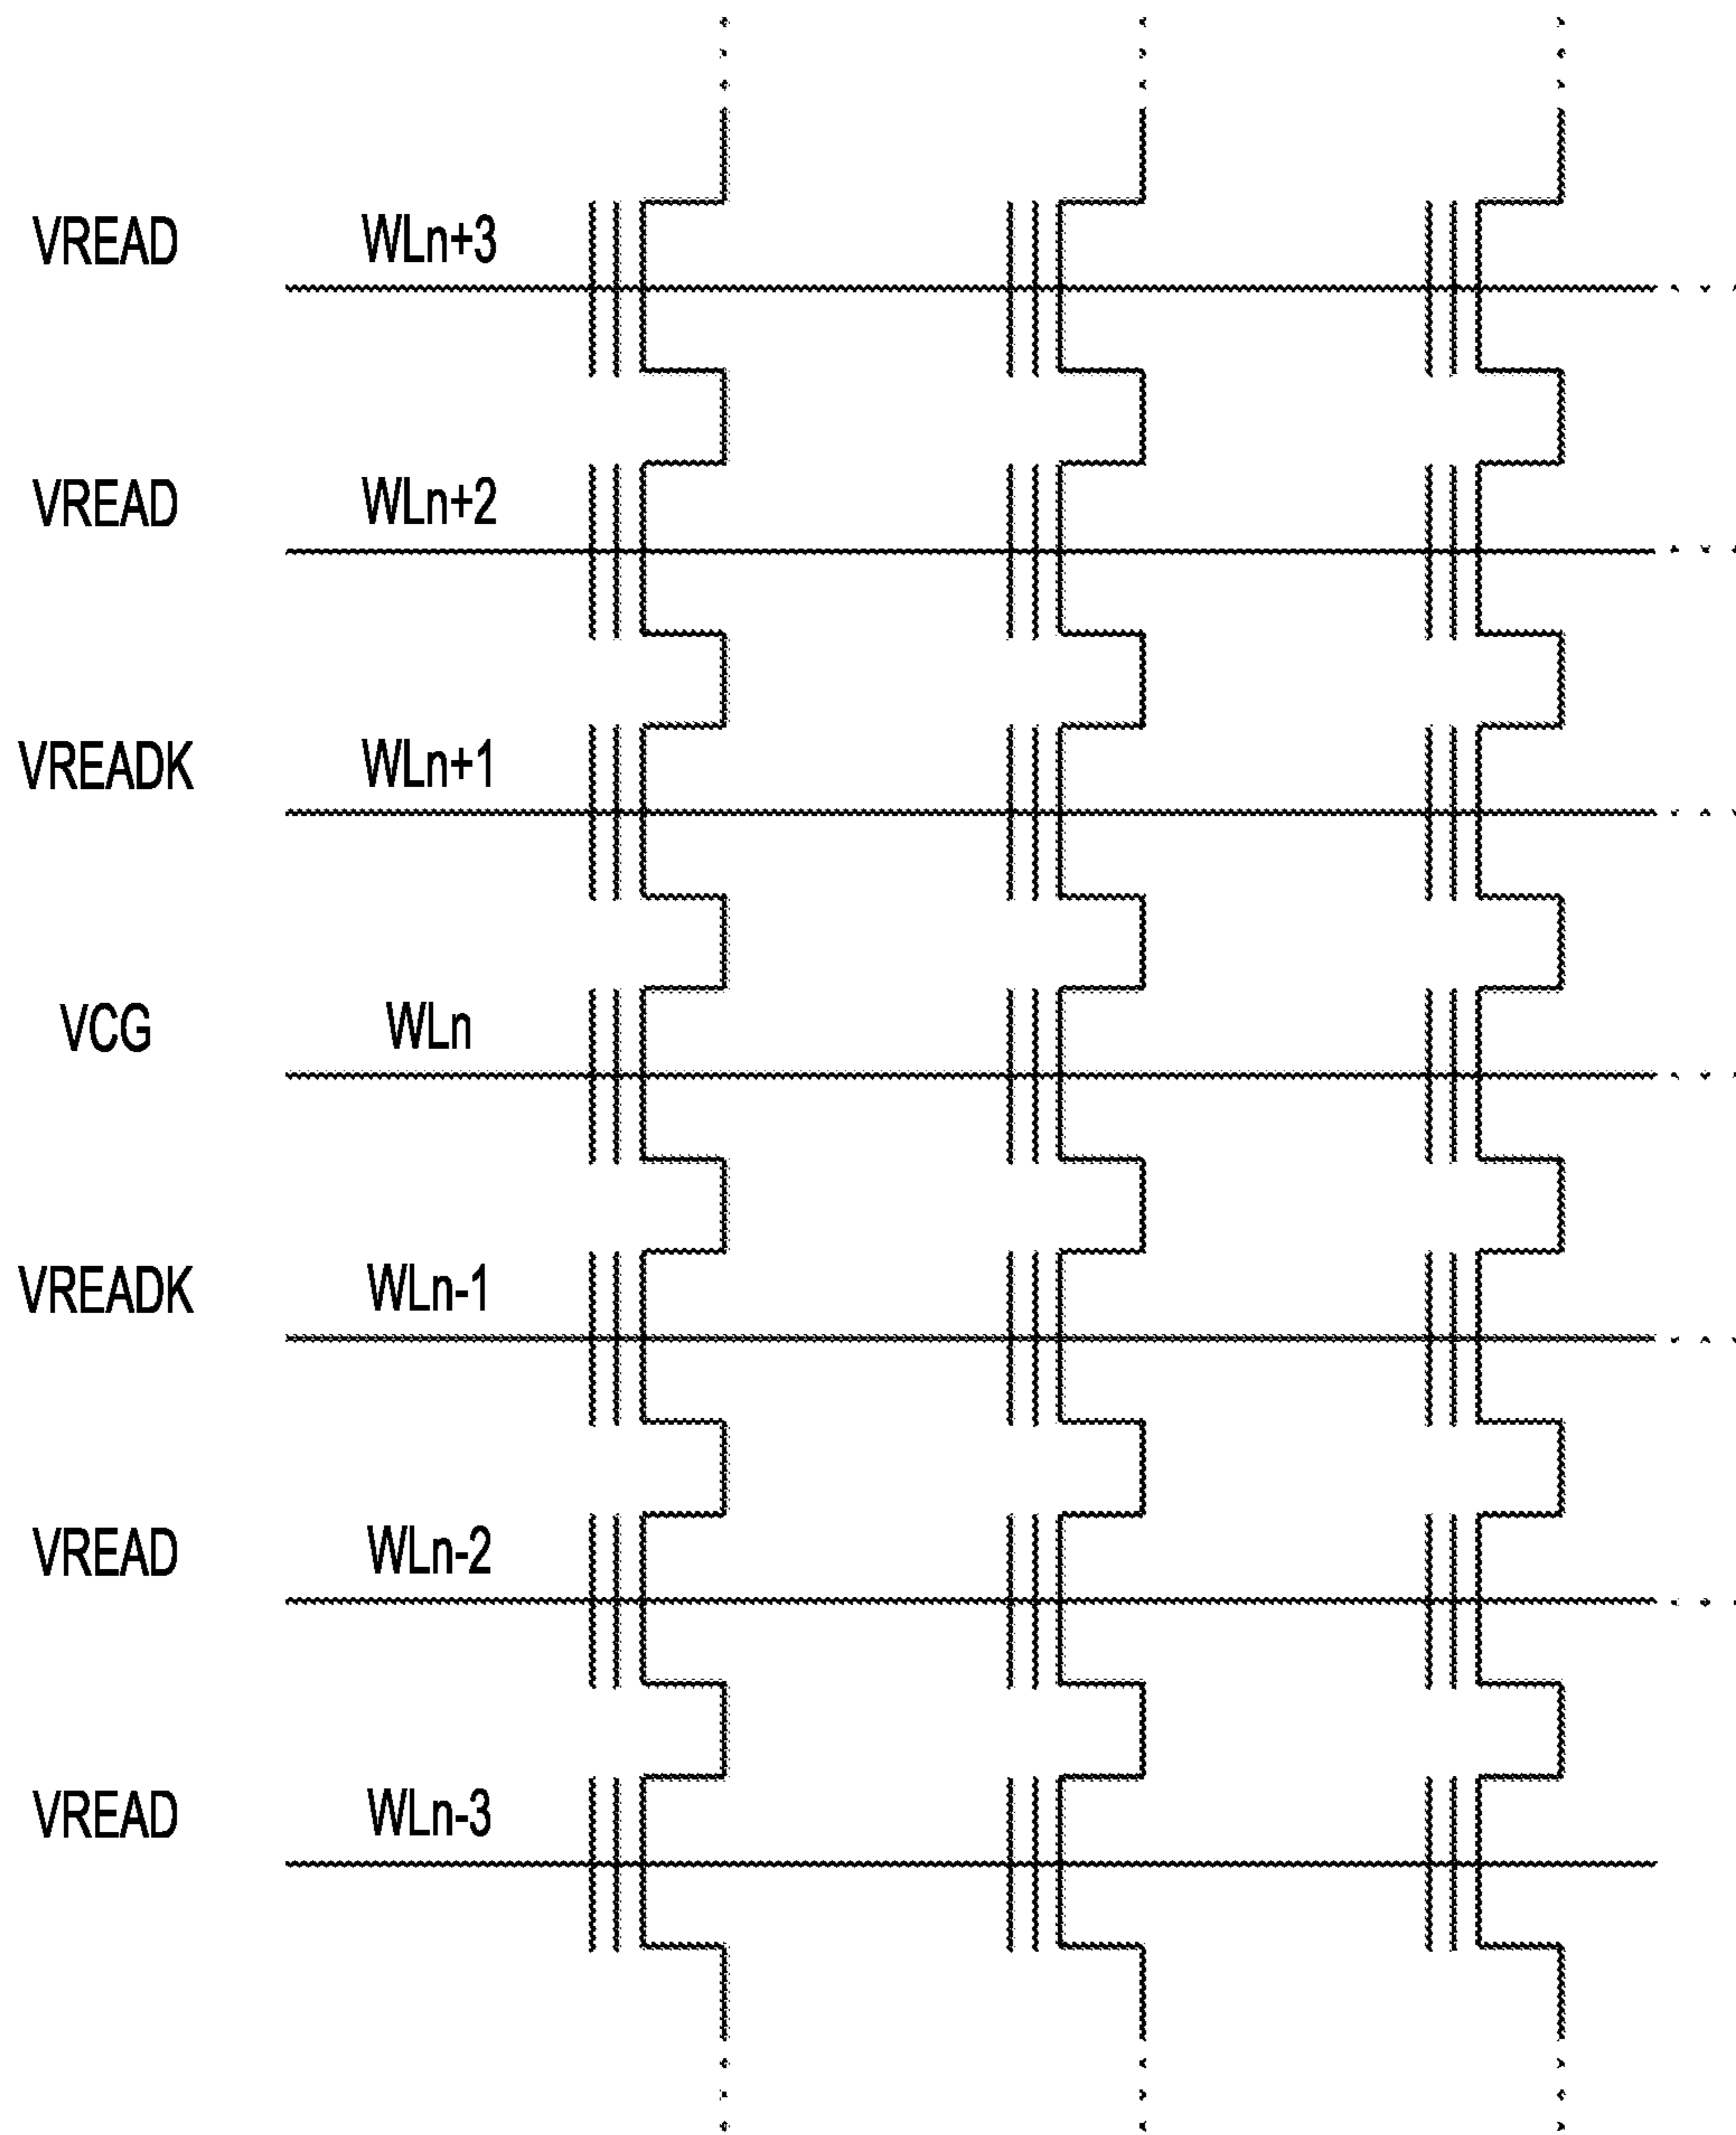 VREAD WLn+3
VREAD WLn+2
VREADK WLn+1
VCG WLn
VREADK WLn-1
VREAD WLn-2
VREAD WLn-3